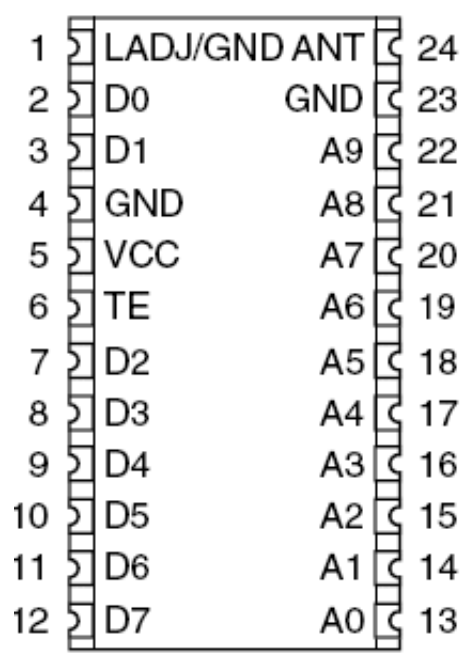 1 LADJ/GND ANT 24
2 D0 GND 23
3 D1 A9 22
4 GND A8 21
5 VCC A7 20
6 TE A6 19
7 D2 A5 18
8 D3 A4 17
9 D4 A3 16
10 D5 A2 15
11 D6 A1 14
12 D7 A0 13